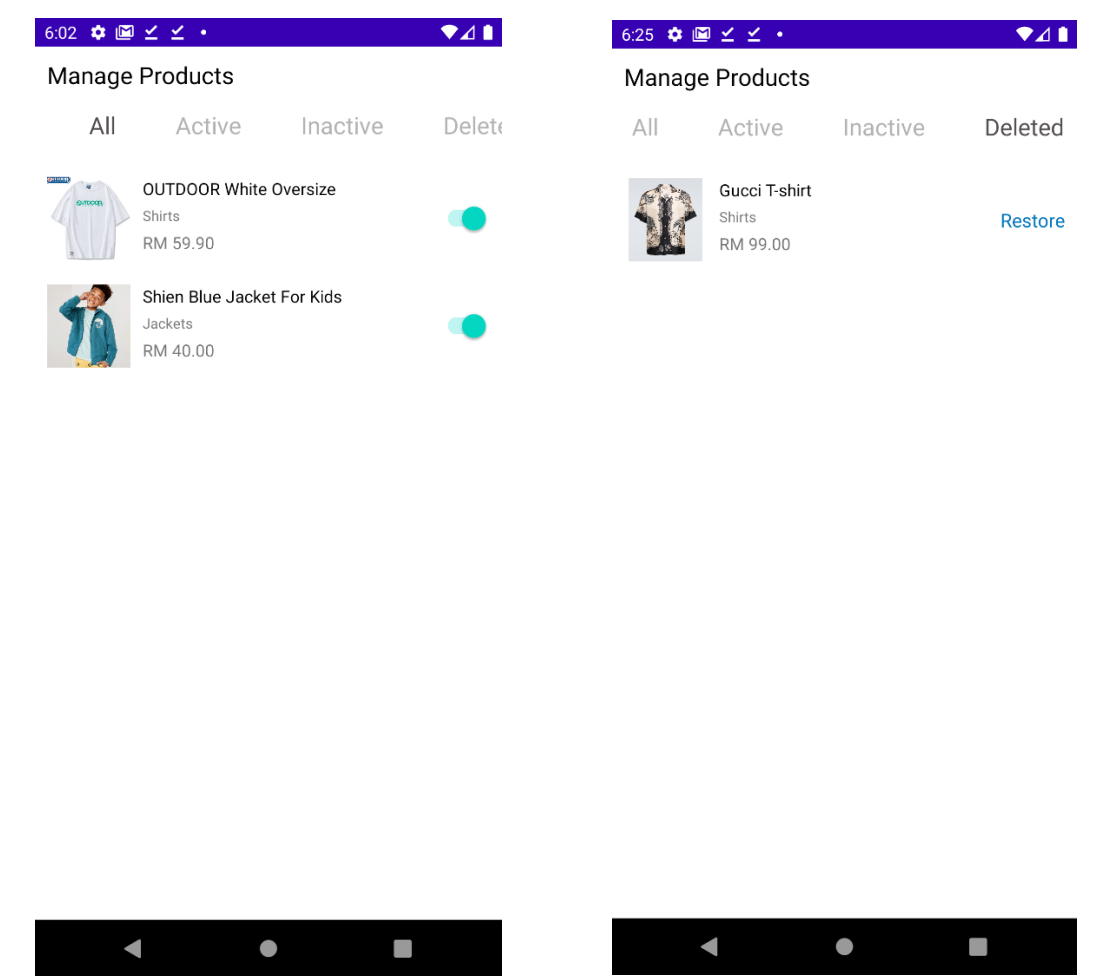 6:02
Manage Products
All Active Inactive Delete
OUTDOOR
OUTDOOR White Oversize
Shirts
RM 59.90
Shien Blue Jacket For Kids
Jackets
RM 40.00
6:25
Manage Products
All Active Inactive Deleted
Gucci T-shirt
Shirts
RM 99.00
Restore